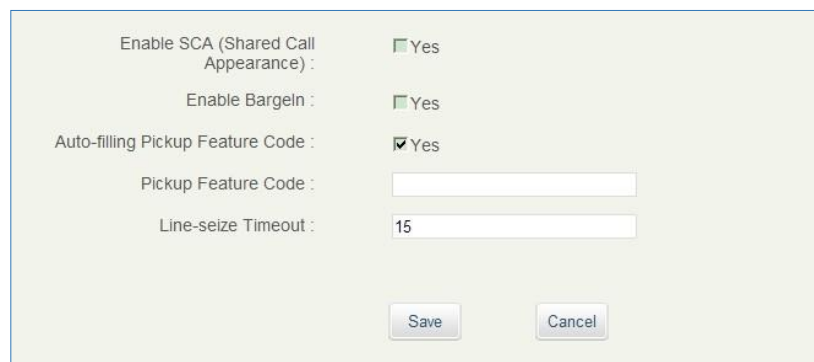 Enable SCA (Shared Call
Appearance) :
Yes
Enable BargeIn :
Yes
Auto-filling Pickup Feature Code :
Yes
Pickup Feature Code :
Line-seize Timeout :
15
Save
Cancel